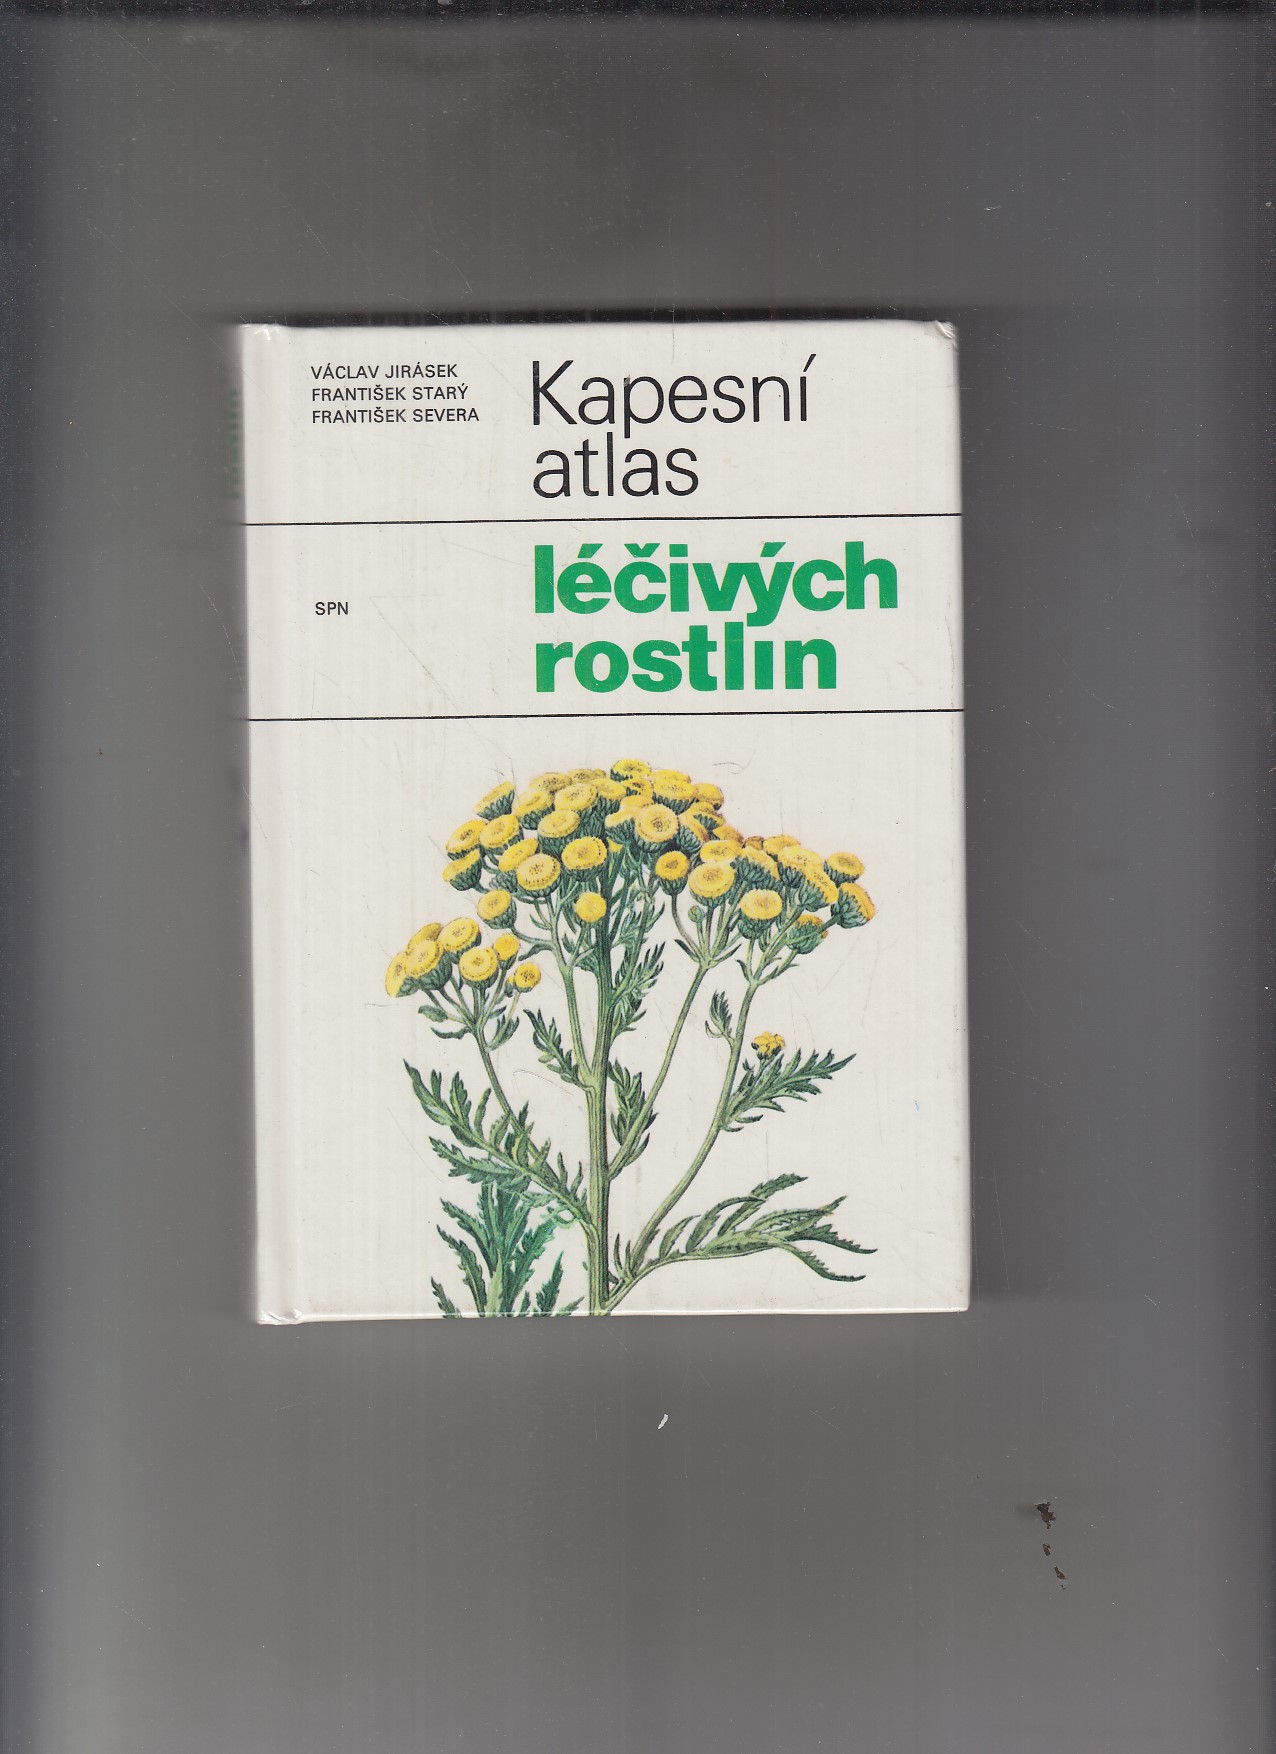 VÁCLAV JIRÁSEK
FRANTIŠEK STARÝ
FRANTIŠEK SEVERA
Kapesní
atlas
SPN
léčivých
rostlin